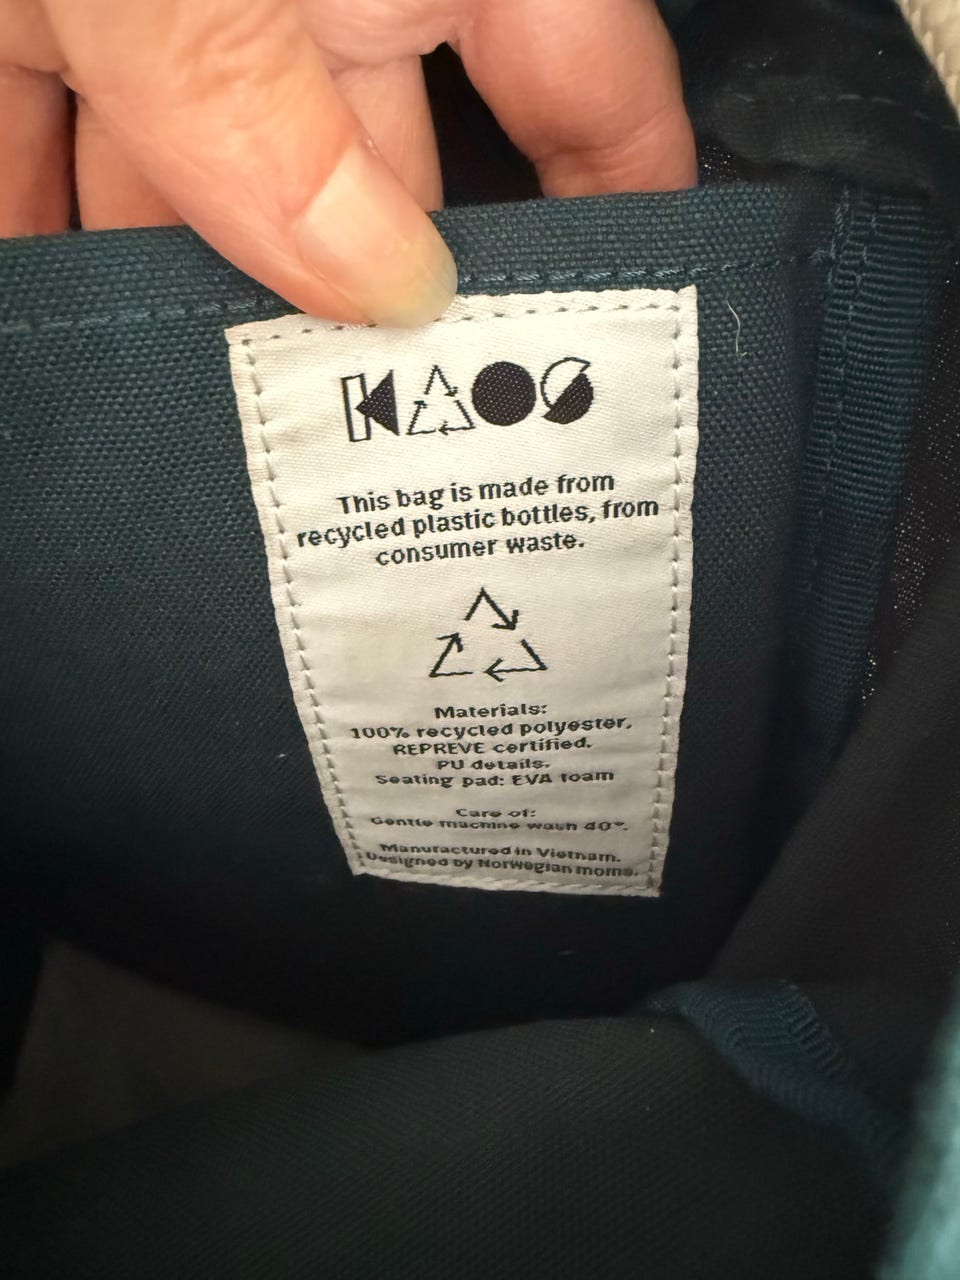 KAOS
This bag is made from
recycled plastic bottles, from
consumer waste.
Materials:
100% recycled polyester.
REPREVE certified.
PU details.
Seating pad: EVA foam
Care of:
Gentle machine wash 40°.
Manufactured in Vietnam.
Designed by Norwegian moms.